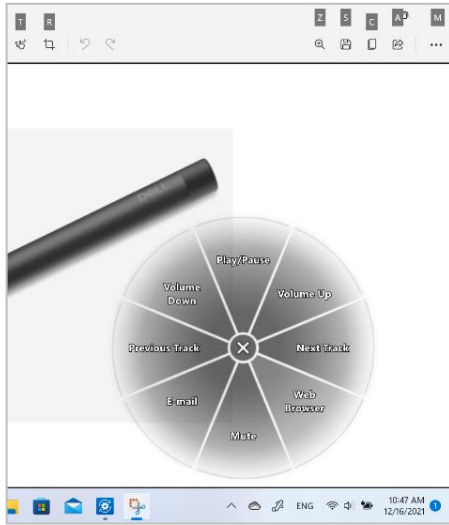 T R Z S C A M
DELL
Play/Pause
Volume
Down
Volume Up
Previous Track
Next Track
E-mail
Web
Browser
Mute
ENG
10:47 AM
12/16/2021
1